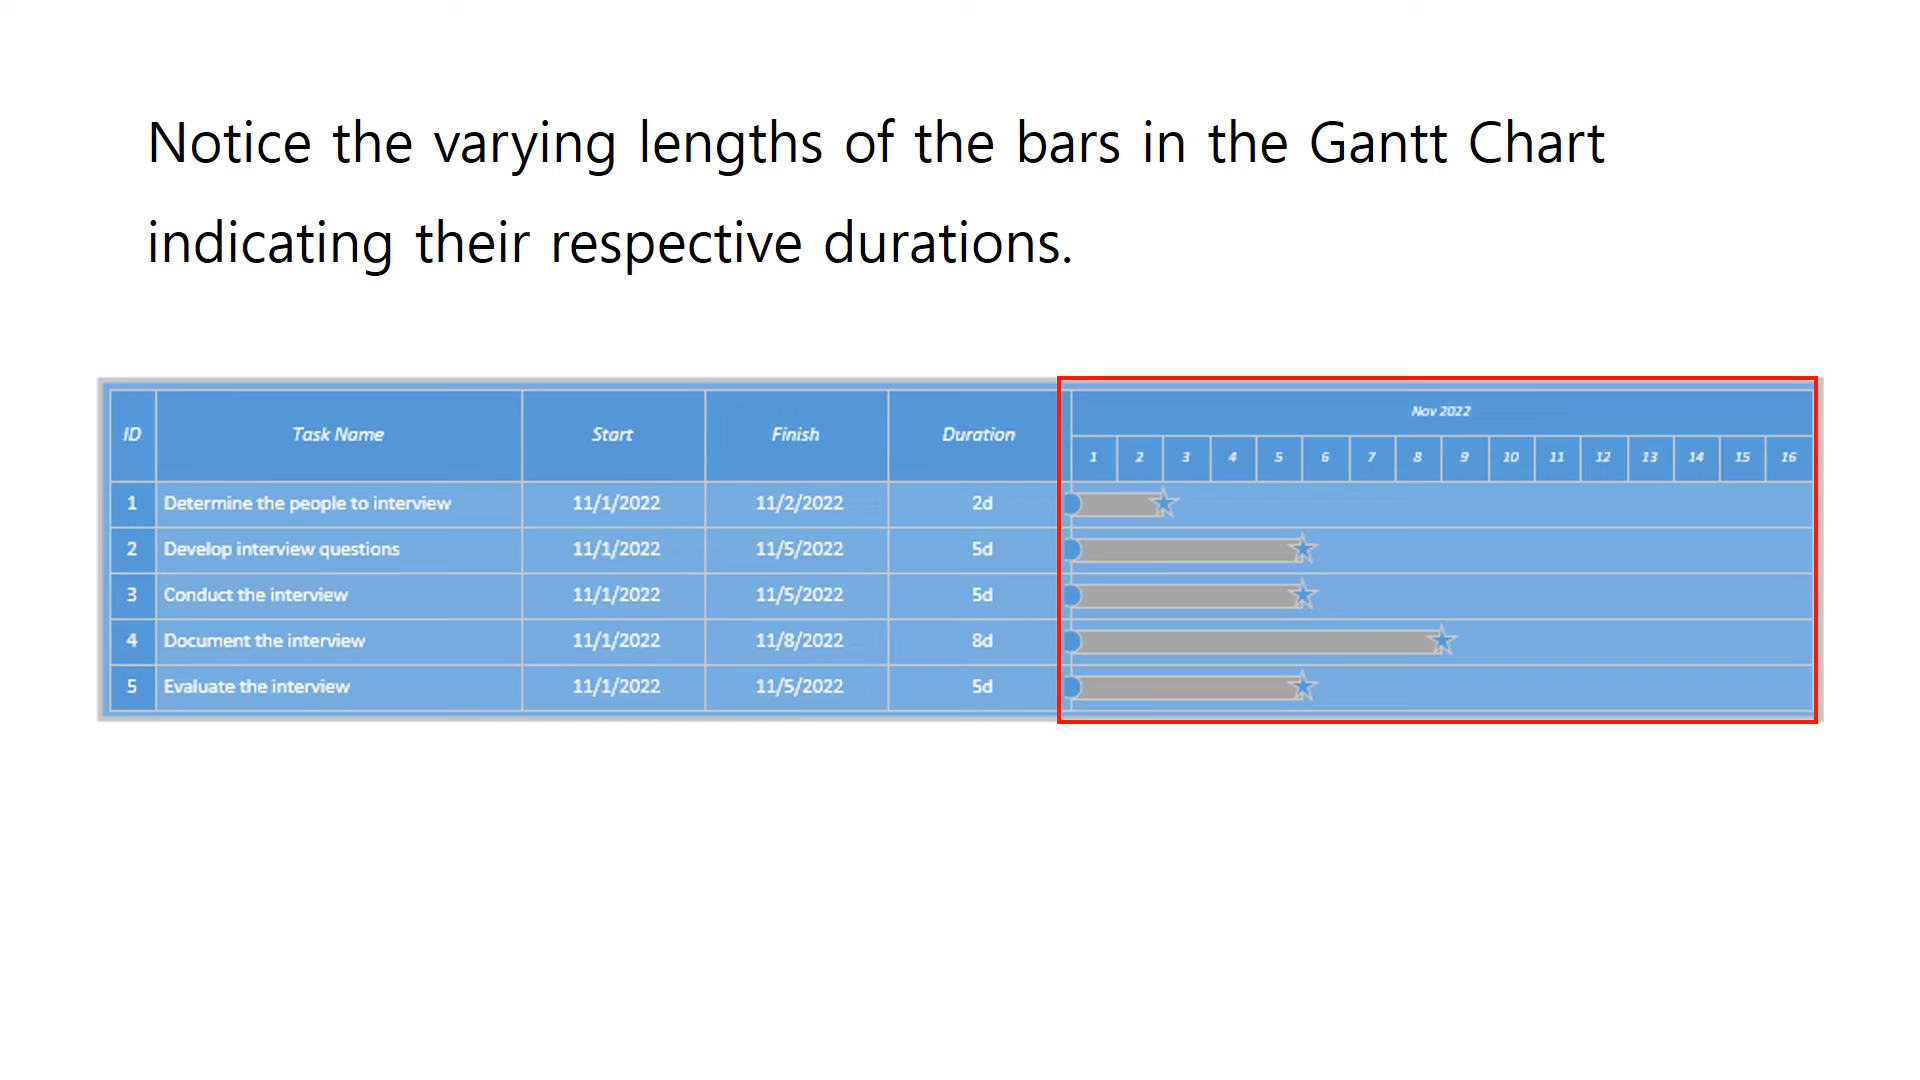 Notice the varying lengths of the bars in the Gantt Chart
indicating their respective durations.
ID Task Name Start Finish Duration Nov 2022
1 2 3 4 5 6 7 8 9 10 11 12 13 14 15 16
1 Determine the people to interview 11/1/2022 11/2/2022 2d
2 Develop interview questions 11/1/2022 11/5/2022 5d
3 Conduct the interview 11/1/2022 11/5/2022 5d
4 Document the interview 11/1/2022 11/8/2022 8d
5 Evaluate the interview 11/1/2022 11/5/2022 5d